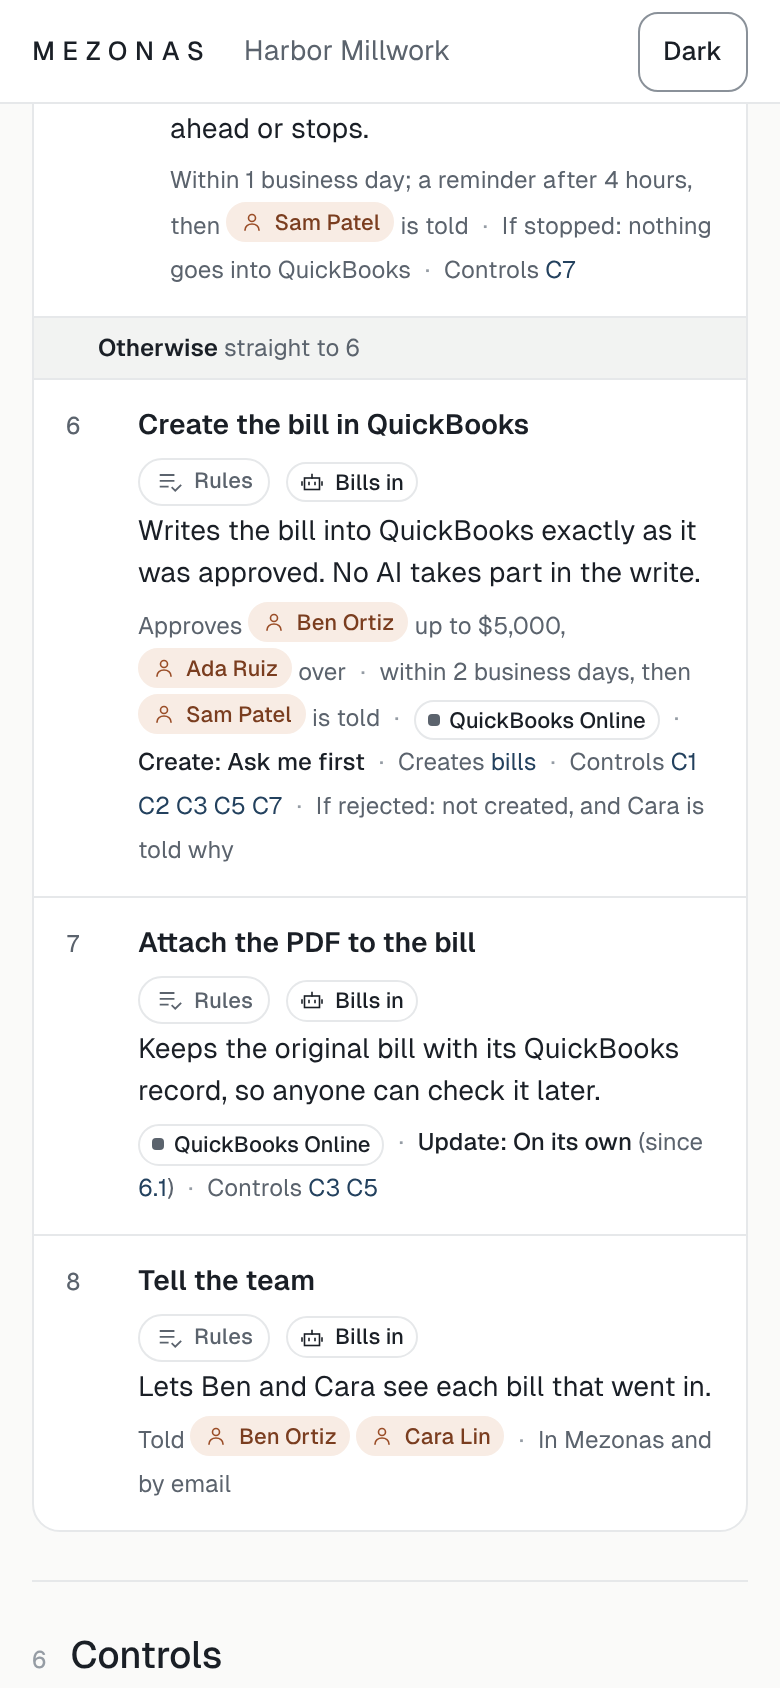 MEZONAS Harbor Millwork Dark
ahead or stops.
Within 1 business day; a reminder after 4 hours,
then Sam Patel is told · If stopped: nothing
goes into QuickBooks · Controls C7
Otherwise straight to 6
6 Create the bill in QuickBooks
Rules Bills in
Writes the bill into QuickBooks exactly as it
was approved. No AI takes part in the write.
Approves Ben Ortiz up to $5,000,
Ada Ruiz over · within 2 business days, then
Sam Patel is told · QuickBooks Online ·
Create: Ask me first · Creates bills · Controls C1
C2 C3 C5 C7 · If rejected: not created, and Cara is
told why
7 Attach the PDF to the bill
Rules Bills in
Keeps the original bill with its QuickBooks
record, so anyone can check it later.
QuickBooks Online · Update: On its own (since
6.1) · Controls C3 C5
8 Tell the team
Rules Bills in
Lets Ben and Cara see each bill that went in.
Told Ben Ortiz Cara Lin · In Mezonas and
by email
6 Controls